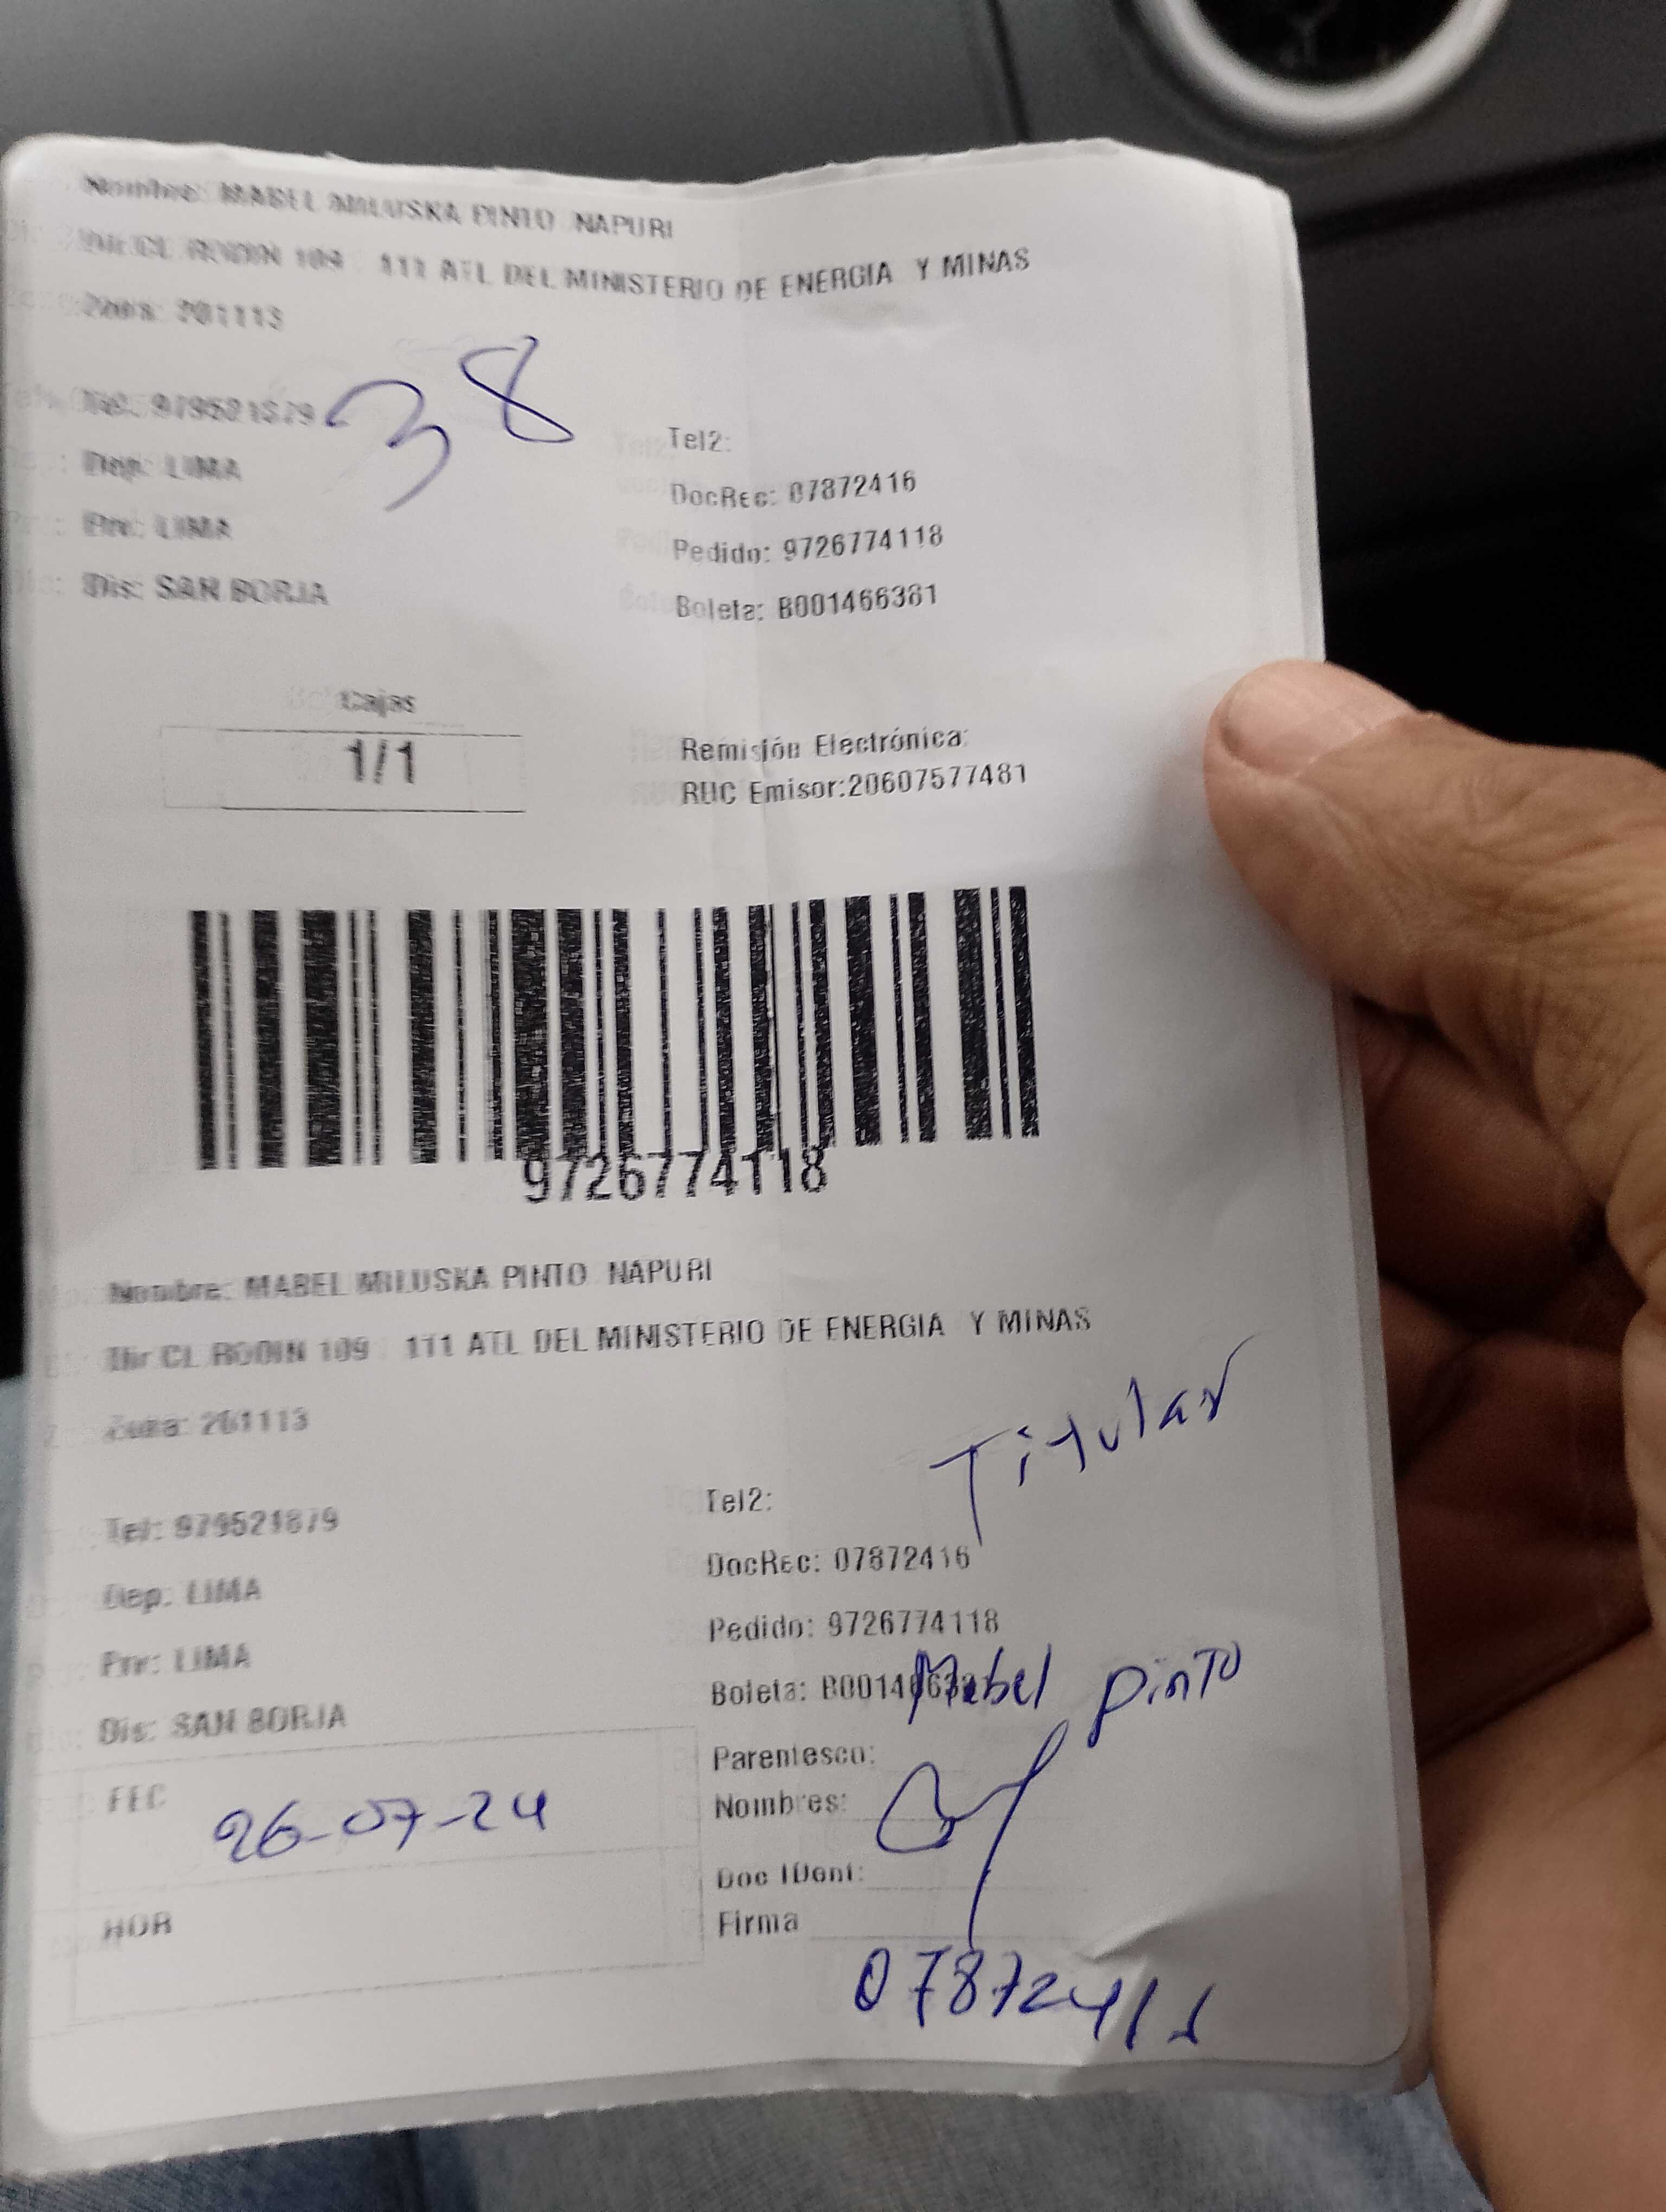 Nombre: MABEL MILUSKA PINTO NAPURI
Dir: CL RODIN 109 111 ATL DEL MINISTERIO DE ENERGIA Y MINAS
Zona: 201113
38
Tel: 979521879
Tel2:
Dep: LIMA
DocRec: 07872416
Prv: LIMA
Pedido: 9726774118
Dis: SAN BORJA
Boleta: B001466381
Cajas
1/1
Remisión Electrónica:
RUC Emisor:20607577481
9726774118
Nombre: MABEL MILUSKA PINTO NAPURI
Dir CL RODIN 109 111 ATL DEL MINISTERIO DE ENERGIA Y MINAS
Zona: 201113
Titular
Tel: 979521879
Tel2:
Dep: LIMA
DocRec: 07872416
Prv: LIMA
Pedido: 9726774118
Dis: SAN BORJA
Boleta:
Mabel Pinto
FEC
26-07-24
Parentesco:
Nombres:
Doc IDent:
HOR
Firma